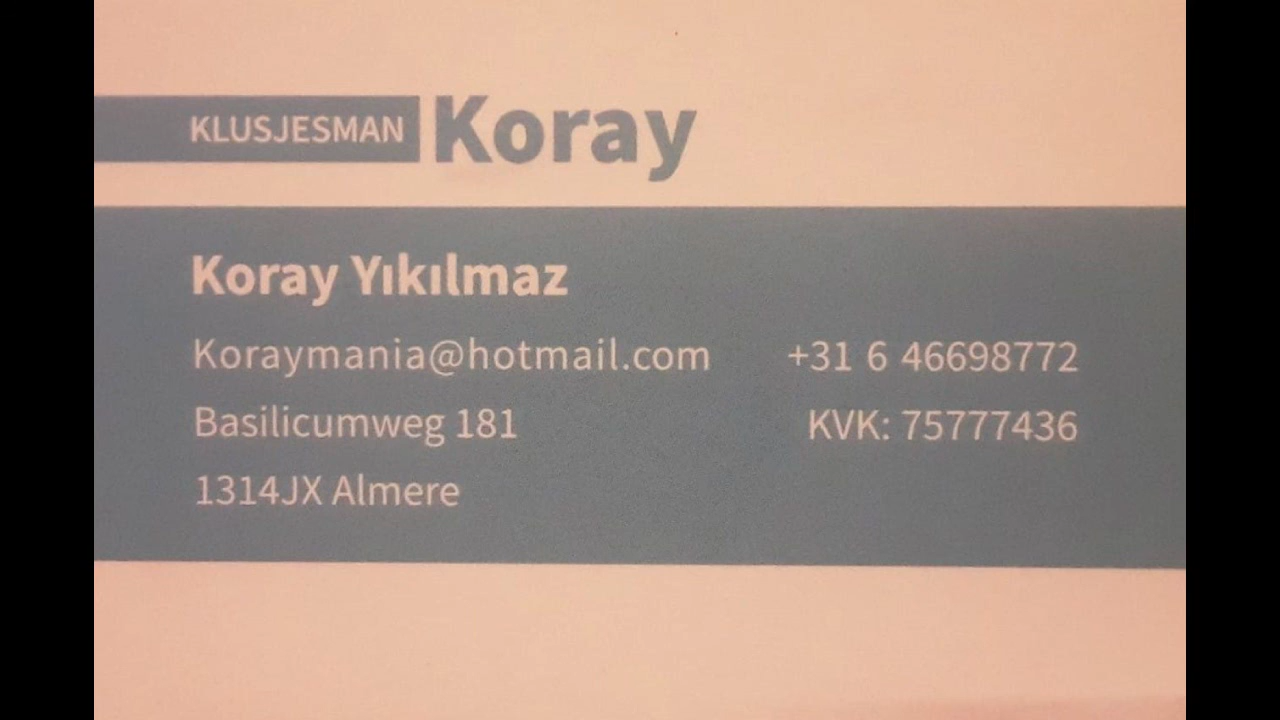 KLUSJESMAN Koray
Koray Yıkılmaz
Koraymania@hotmail.com +31 6 46698772
Basilicumweg 181 KVK: 75777436
1314JX Almere